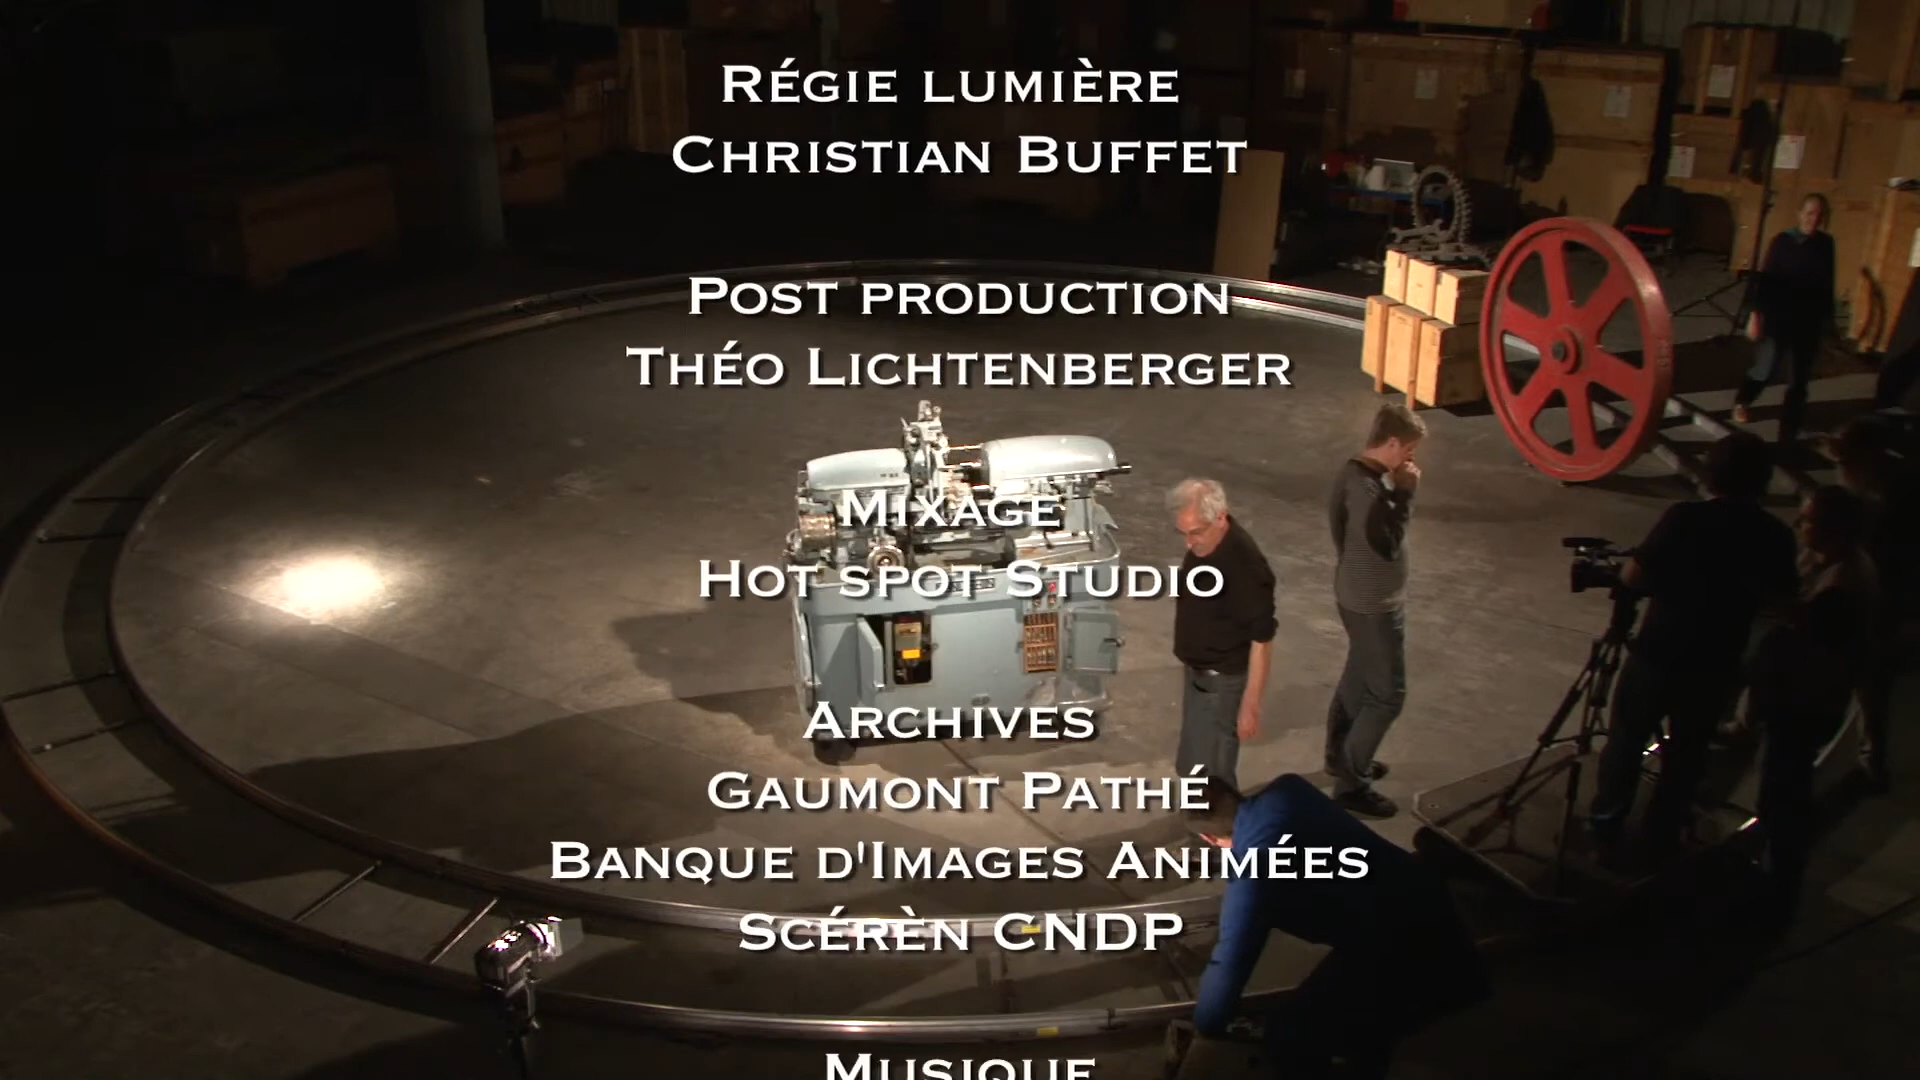 Régie lumière
Christian Buffet
Post production
Théo Lichtenberger
Mixage
Hot spot Studio
Archives
Gaumont Pathé
Banque d'Images Animées
Scérèn CNDP
Musique